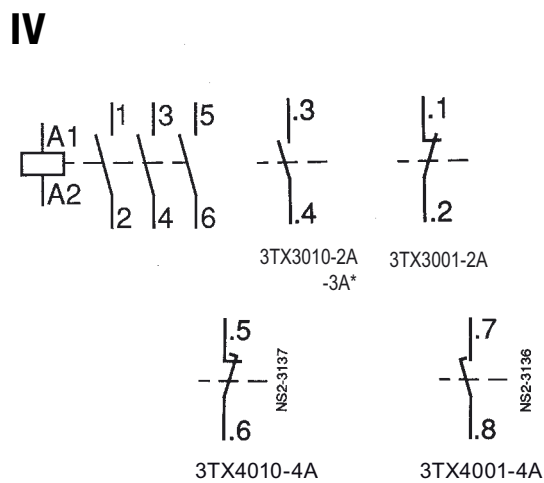 IV
A1 1 3 5 .3 .1
A2 2 4 6 .4 .2
3TX3010-2A 3TX3001-2A
-3A*
.5 .7
NS2-3137 NS2-3136
.6 .8
3TX4010-4A 3TX4001-4A